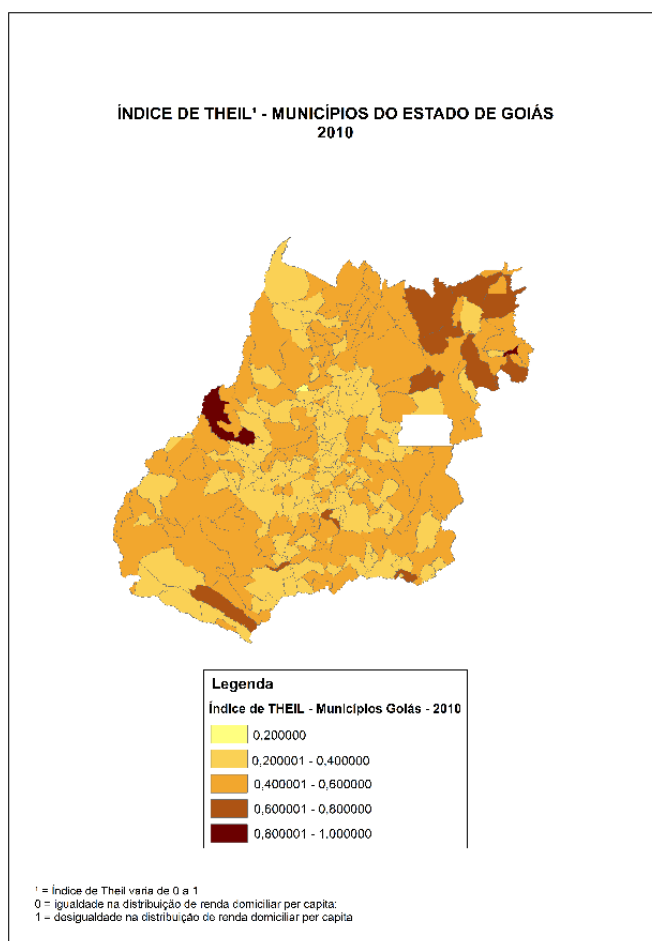 ÍNDICE DE THEIL¹ - MUNICÍPIOS DO ESTADO DE GOIÁS
2010
Legenda
Índice de THEIL - Municípios Goiás - 2010
0,200000
0,200001 - 0,400000
0,400001 - 0,600000
0,600001 - 0,800000
0,800001 - 1,000000
¹ = Índice de Theil varia de 0 a 1
0 = igualdade na distribuição de renda domiciliar per capita;
1 = desigualdade na distribuição de renda domiciliar per capita